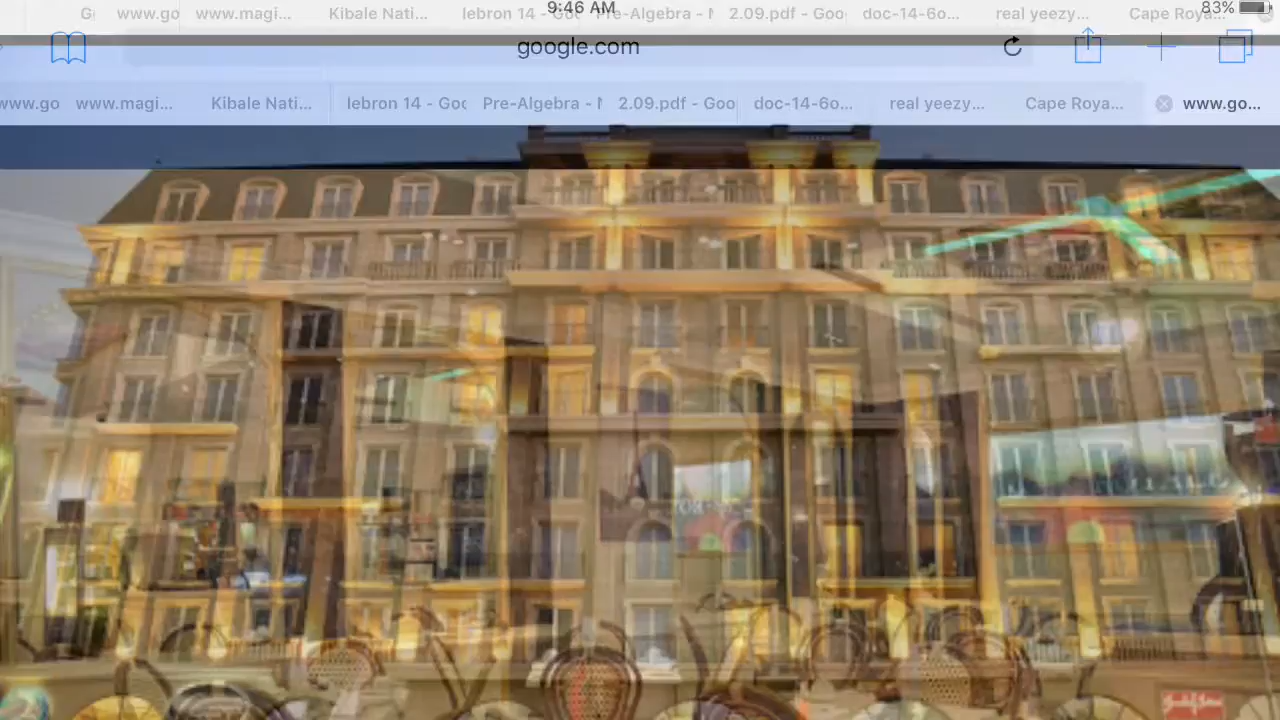 G www.go www.magi... Kibale Nati... lebron 14 - Goo Pre-Algebra - N 2.09.pdf - Goo doc-14-6o... real yeezy... Cape Roya...
9:46 AM 83%
google.com
www.go www.magi... Kibale Nati... lebron 14 - Goo Pre-Algebra - N 2.09.pdf - Goo doc-14-6o... real yeezy... Cape Roya... www.go...